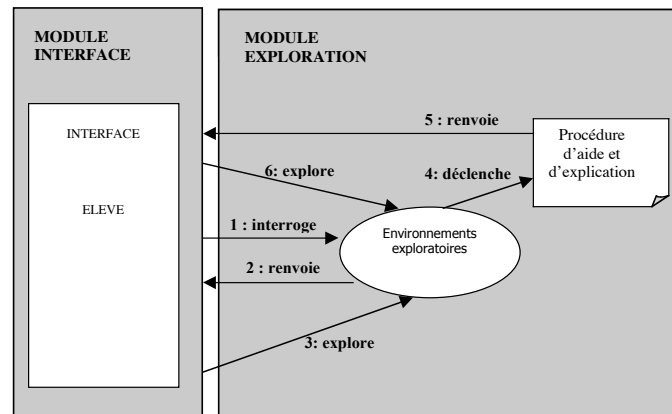 MODULE
INTERFACE
MODULE
EXPLORATION
INTERFACE
ELEVE
5 : renvoie
Procédure
d'aide et
d'explication
6: explore
4: déclenche
1 : interroge
Environnements
exploratoires
2 : renvoie
3: explore